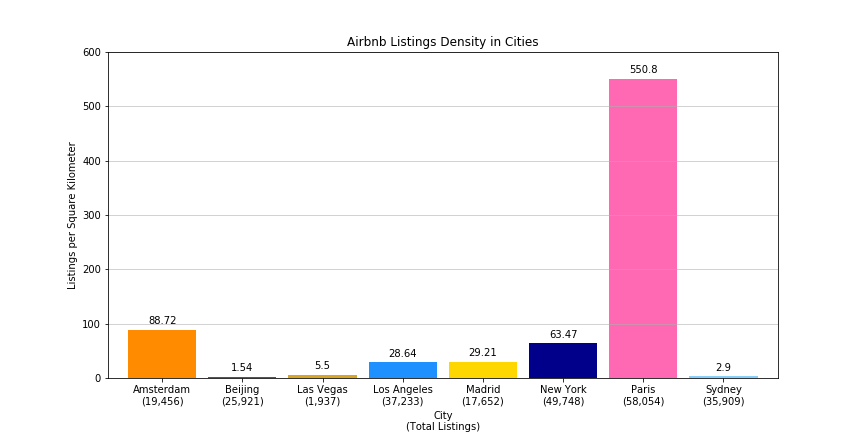 Airbnb Listings Density in Cities
Listings per Square Kilometer
600
500
400
300
200
100
0
88.72
1.54
5.5
28.64
29.21
63.47
550.8
2.9
Amsterdam
(19,456)
Beijing
(25,921)
Las Vegas
(1,937)
Los Angeles
(37,233)
Madrid
(17,652)
New York
(49,748)
Paris
(58,054)
Sydney
(35,909)
City
(Total Listings)